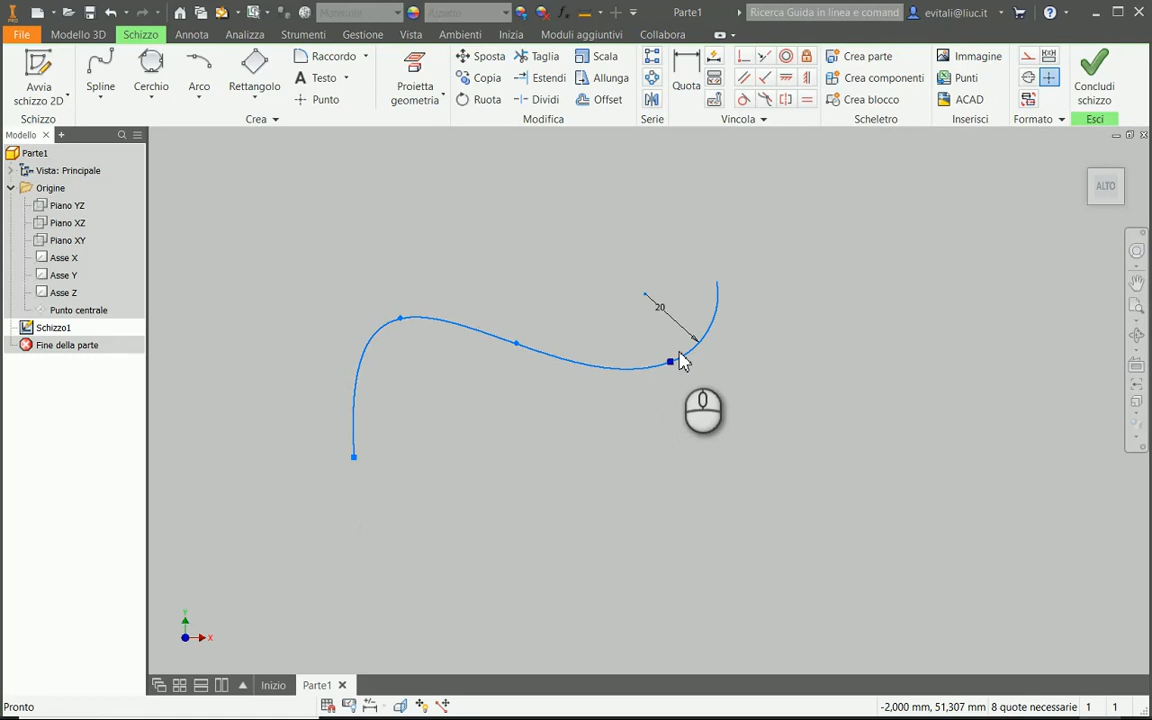 PRO Materiale Aspetto fx Parte1 Ricerca Guida in linea e comand evitali@liuc.it
File Modello 3D Schizzo Annota Analizza Strumenti Gestione Vista Ambienti Inizia Moduli aggiuntivi Collabora
Avvia schizzo 2D Spline Cerchio Arco Rettangolo Raccordo Proietta geometria Sposta Taglia Scala Quota Crea parte Immagine Concludi schizzo
Testo Copia Estendi Allunga Crea componenti Punti
Punto Ruota Dividi Offset Crea blocco ACAD
Schizzo Crea Modifica Serie Vincola Scheletro Inserisci Formato Esci
Modello
Parte1
Vista: Principale
Origine
Piano YZ
Piano XZ
Piano XY
Asse X
Asse Y
Asse Z
Punto centrale
Schizzo1
Fine della parte
ALTO
20
Y
X
Inizio Parte1
Pronto -2,000 mm, 51,307 mm 8 quote necessarie 1 1